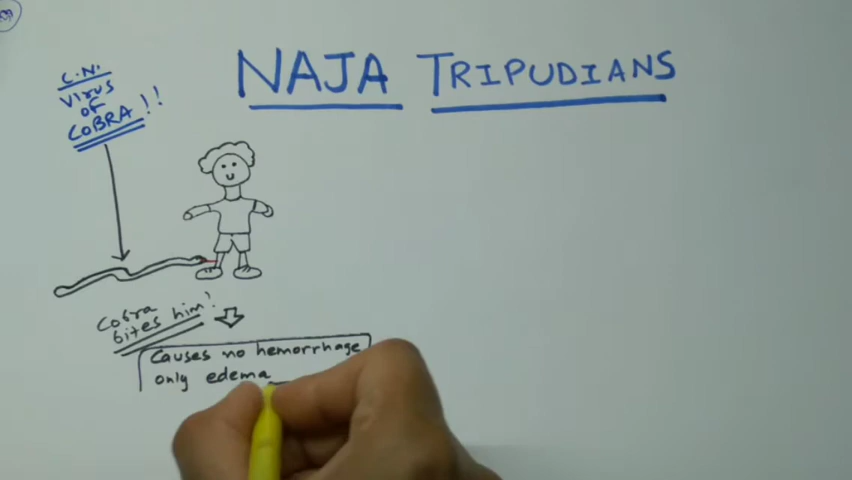 NAJA TRIPUDIANS
C.N.
Virus
of
COBRA!!
Cobra
bites him!
Causes no hemorrhage
only edema